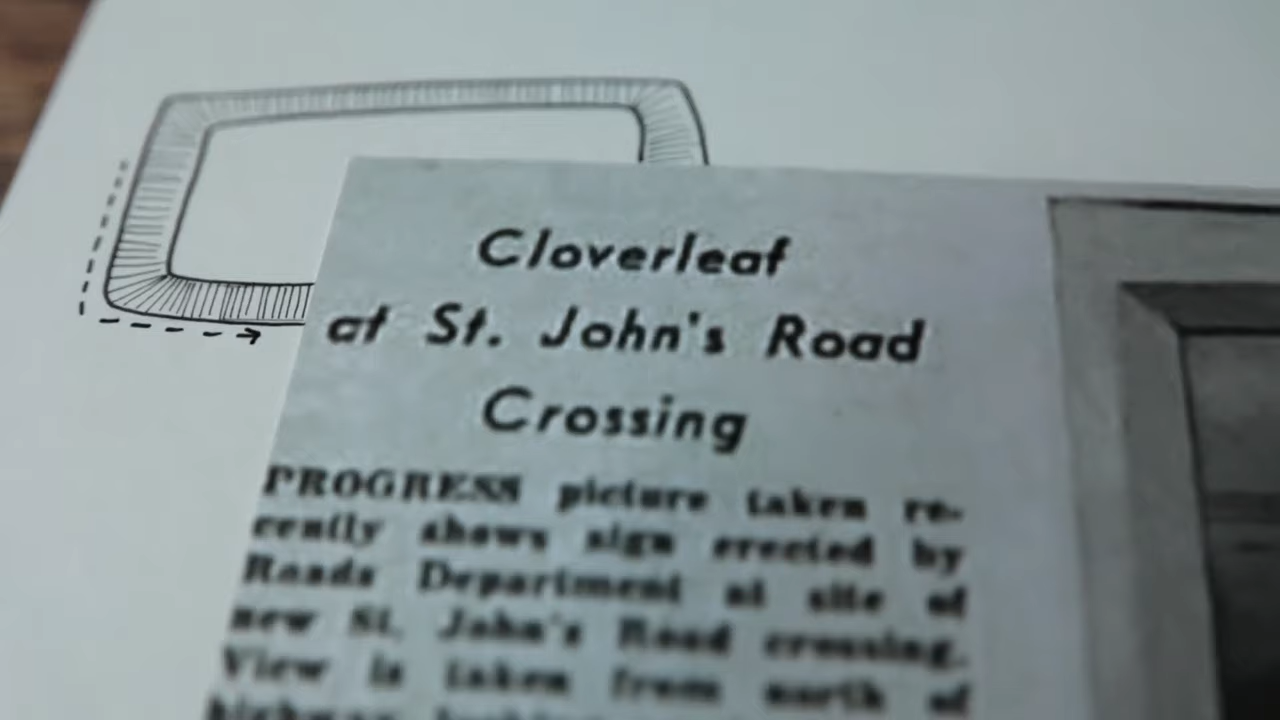 Cloverleaf
at St. John's Road
Crossing
PROGRESS picture taken re-
cently shows sign erected by
Roads Department at site of
new St. John's Road crossing.
View is taken from north of
highway